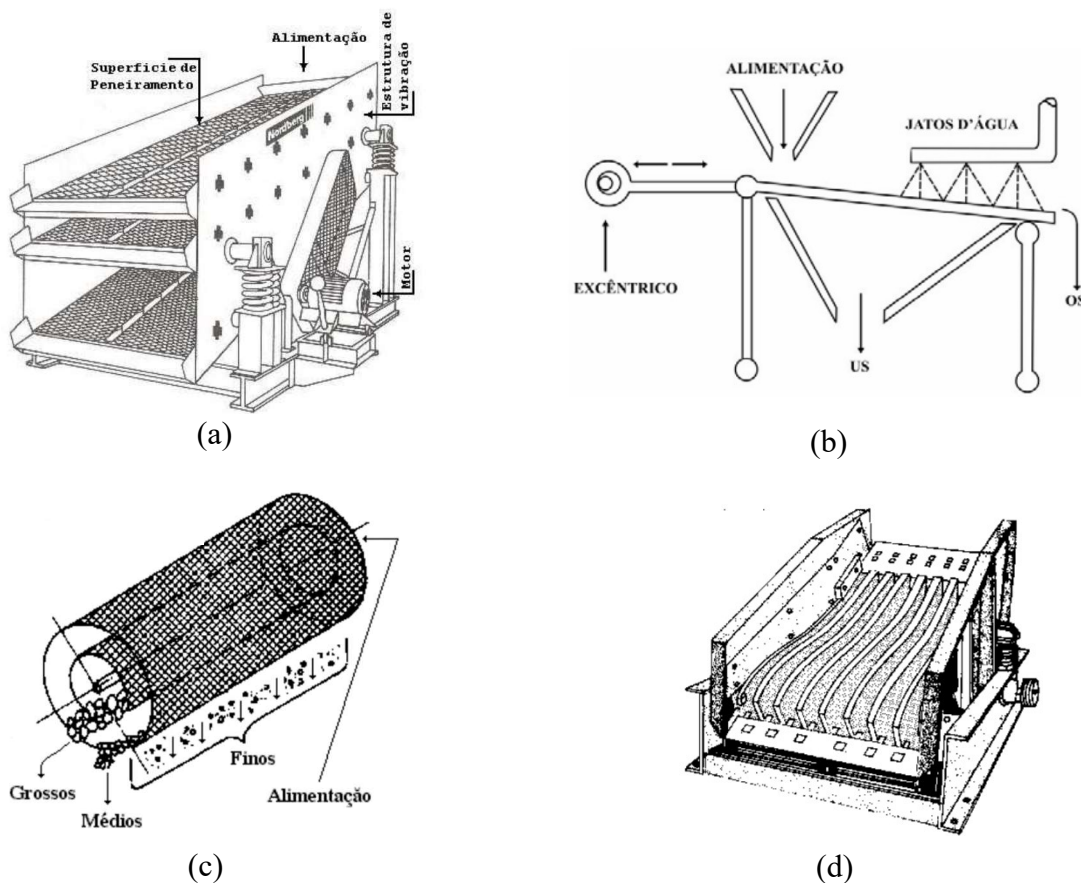 Alimentação
Superfície de
Peneiramento
Estrutura de
vibração
Nordberg
Motor
(a)
ALIMENTAÇÃO
JATOS D'ÁGUA
EXCÊNTRICO
OS
US
(b)
Finos
Grossos
Médios
Alimentação
(c)
(d)